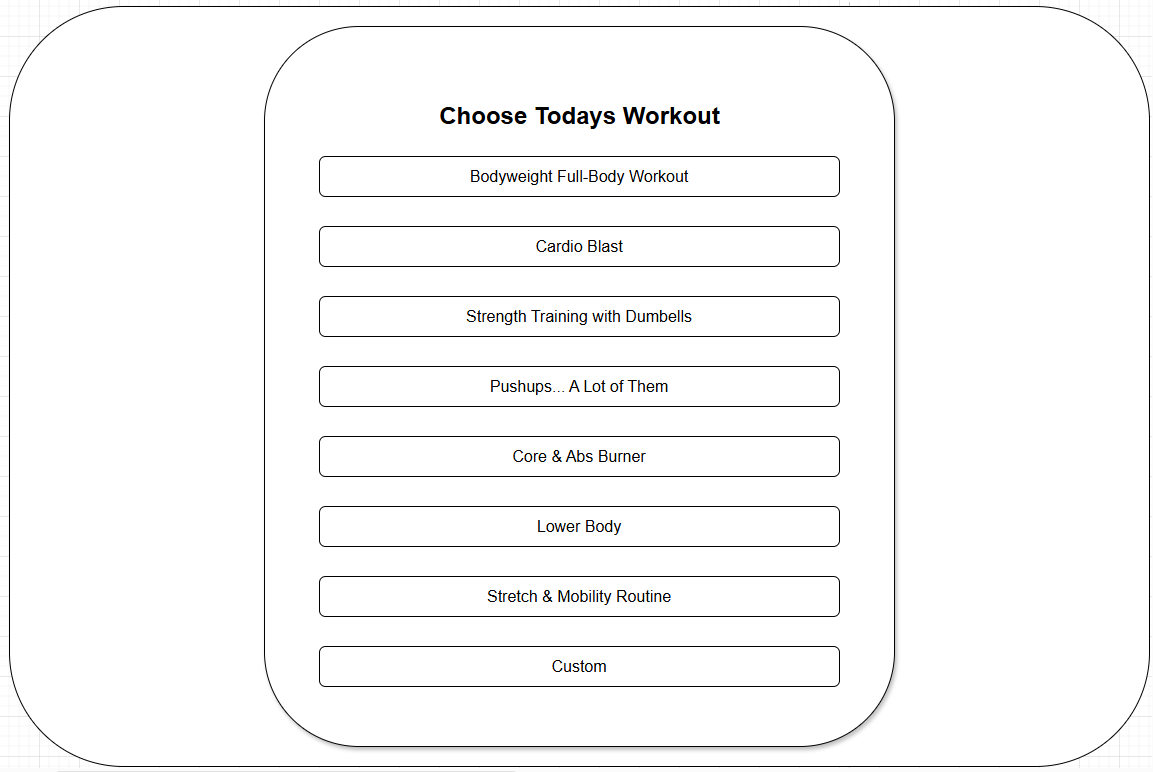 Choose Todays Workout
Bodyweight Full-Body Workout
Cardio Blast
Strength Training with Dumbells
Pushups... A Lot of Them
Core & Abs Burner
Lower Body
Stretch & Mobility Routine
Custom